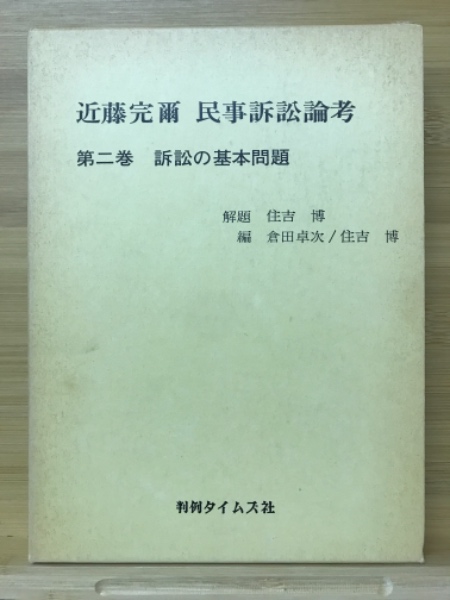 近藤完爾 民事訴訟論考
第二巻 訴訟の基本問題
解題 住吉 博
編 倉田卓次/住吉 博
判例タイムズ社